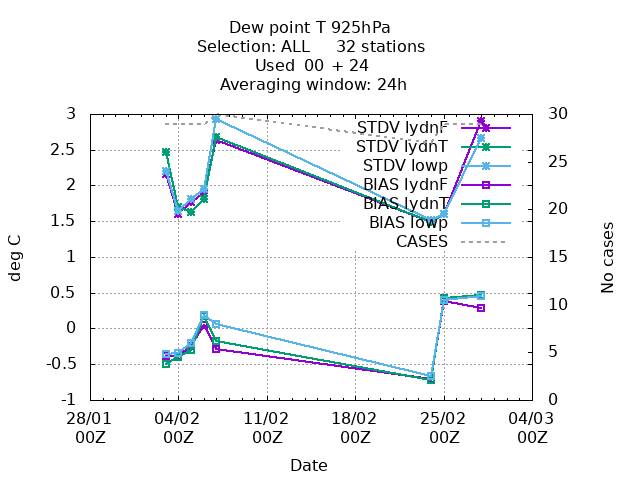 Dew point T 925hPa
Selection: ALL 32 stations
Used 00 + 24
Averaging window: 24h
3
2.5
2
1.5
1
0.5
0
-0.5
-1
deg C
30
25
20
15
10
5
0
No cases
STDV lydnF
STDV lydnT
STDV lowp
BIAS lydnF
BIAS lydnT
BIAS lowp
CASES
28/01 04/02 11/02 18/02 25/02 04/03
00Z 00Z 00Z 00Z 00Z 00Z
Date